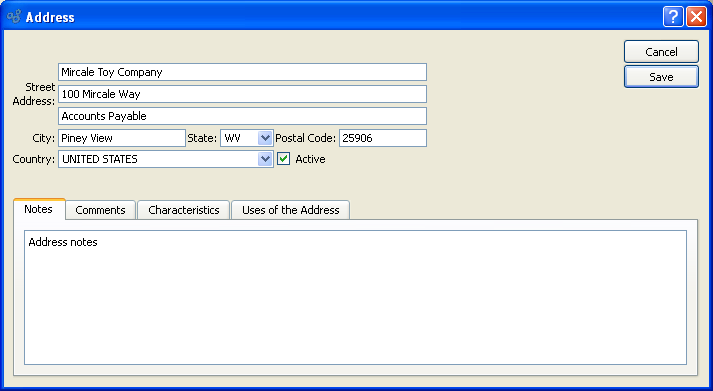 Address
Cancel
Save
Mircale Toy Company
Street Address:
100 Mircale Way
Accounts Payable
City: Piney View State: WV Postal Code: 25906
Country: UNITED STATES Active
Notes Comments Characteristics Uses of the Address
Address notes